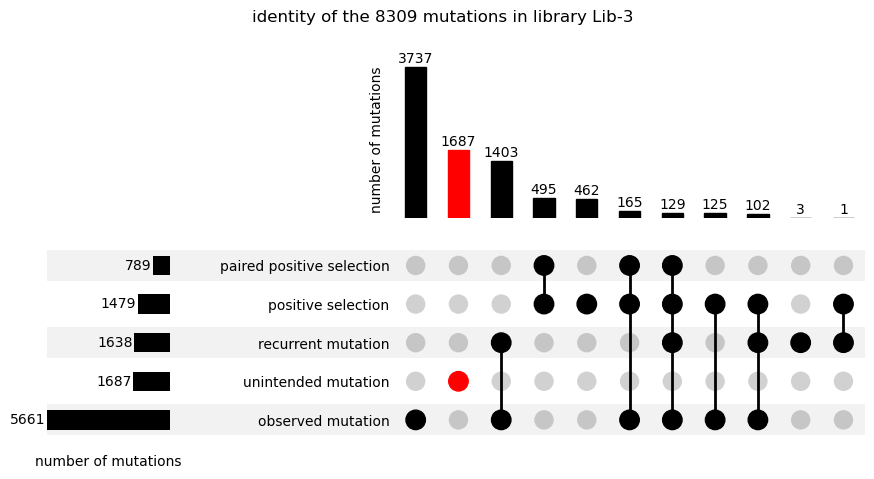 identity of the 8309 mutations in library Lib-3
number of mutations
3737
1687
1403
495
462
165
129
125
102
3
1
789
paired positive selection
1479
positive selection
1638
recurrent mutation
1687
unintended mutation
5661
observed mutation
number of mutations